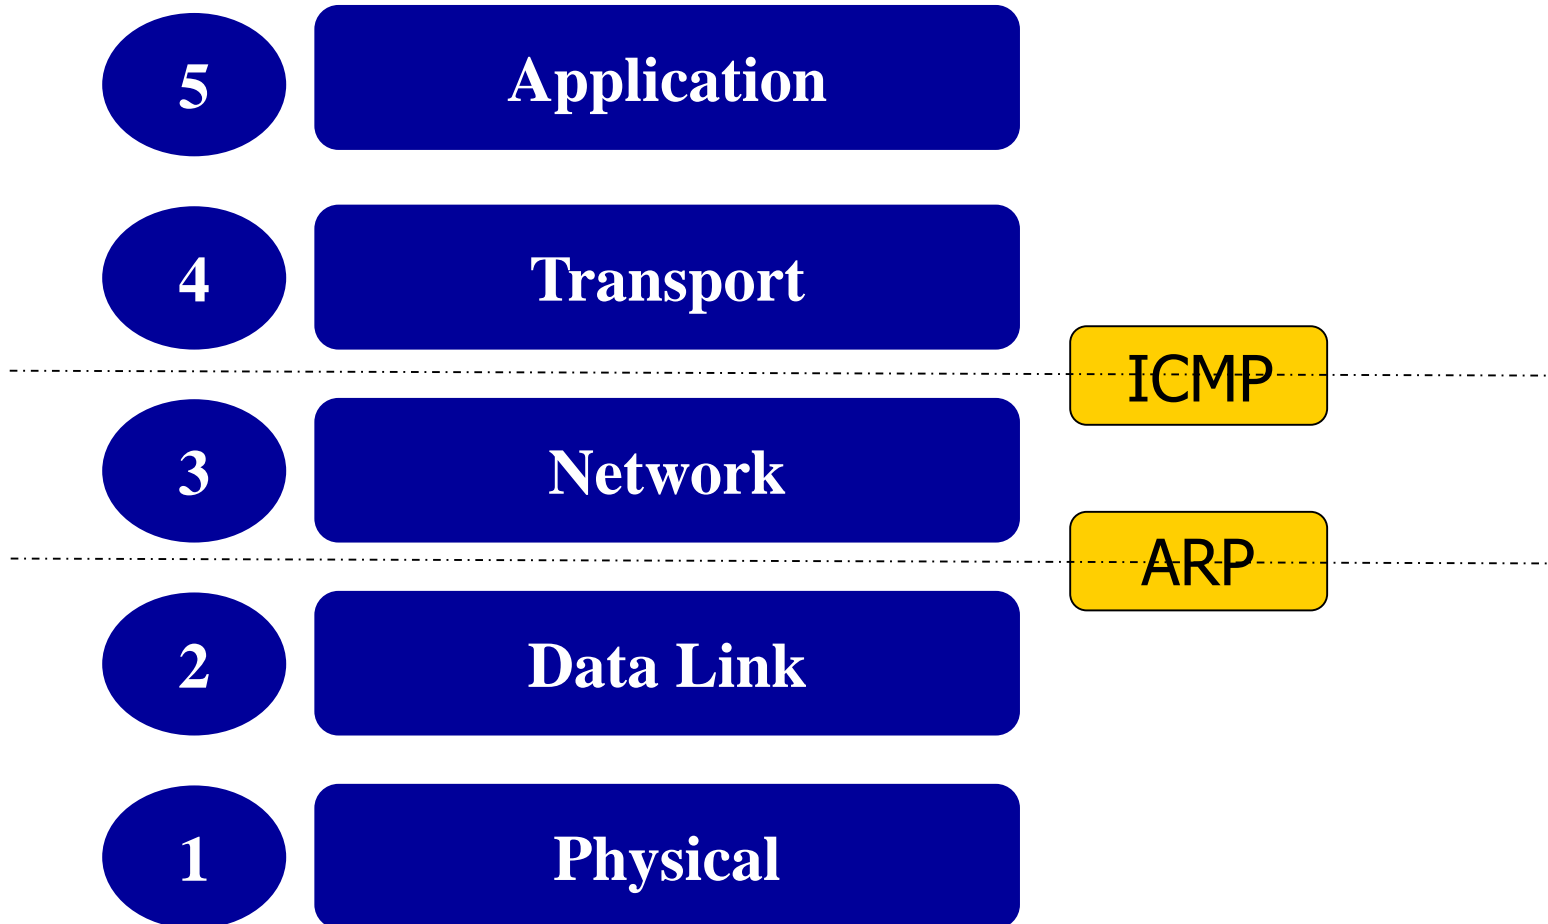 5
Application
4
Transport
ICMP
3
Network
ARP
2
Data Link
1
Physical